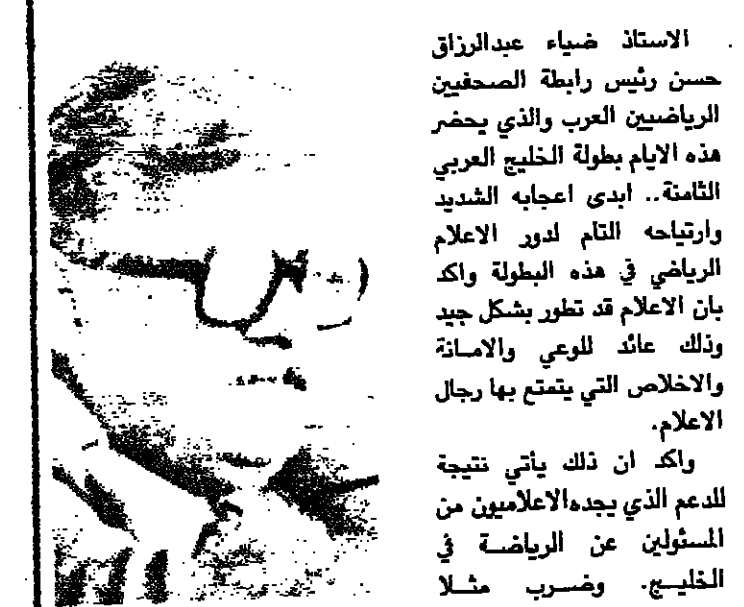 الاستاذ ضياء عبدالرزاق
حسن رئيس رابطة الصحفيين
الرياضيين العرب والذي يحضر
هذه الايام بطولة الخليج العربي
الثامنة.. ابدى اعجابه الشديد
وارتياحه التام لدور الاعلام
الرياضي في هذه البطولة واكد
بان الاعلام قد تطور بشكل جيد
وذلك عائد للوعي والامانة
والاخلاص التي يتمتع بها رجال
الاعلام.
واكد ان ذلك يأتي نتيجة
للدعم الذي يجده الاعلاميون من
المسئولين عن الرياضة في
الخليج. وضرب مثلا